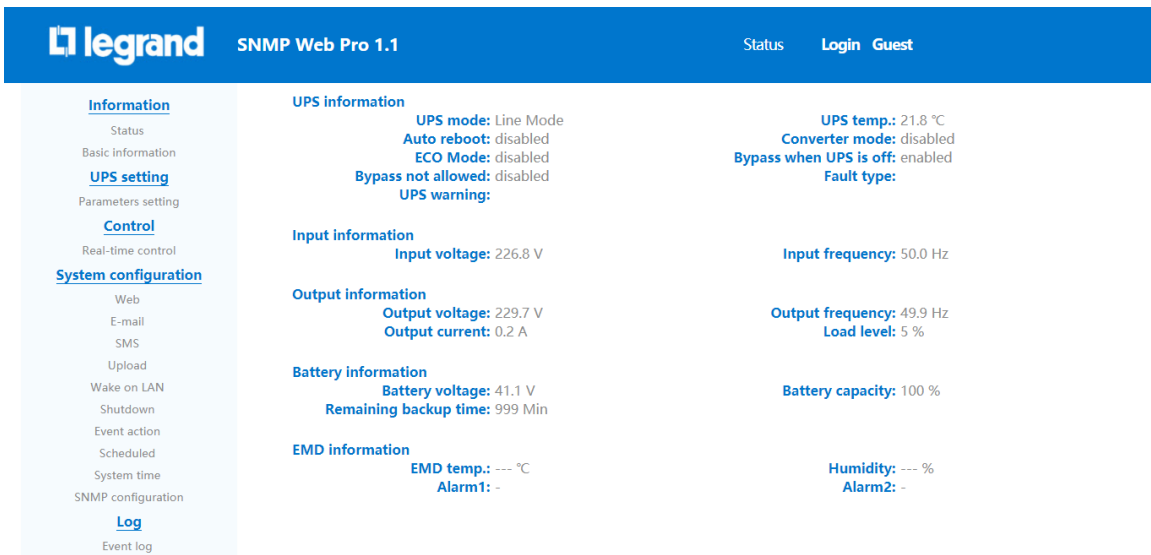 legrand SNMP Web Pro 1.1 Status Login Guest
Information
Status
Basic information
UPS setting
Parameters setting
Control
Real-time control
System configuration
Web
E-mail
SMS
Upload
Wake on LAN
Shutdown
Event action
Scheduled
System time
SNMP configuration
Log
Event log
UPS information
UPS mode: Line Mode UPS temp.: 21.8 ℃
Auto reboot: disabled Converter mode: disabled
ECO Mode: disabled Bypass when UPS is off: enabled
Bypass not allowed: disabled Fault type:
UPS warning:
Input information
Input voltage: 226.8 V Input frequency: 50.0 Hz
Output information
Output voltage: 229.7 V Output frequency: 49.9 Hz
Output current: 0.2 A Load level: 5 %
Battery information
Battery voltage: 41.1 V Battery capacity: 100 %
Remaining backup time: 999 Min
EMD information
EMD temp.: --- ℃ Humidity: --- %
Alarm1: - Alarm2: -